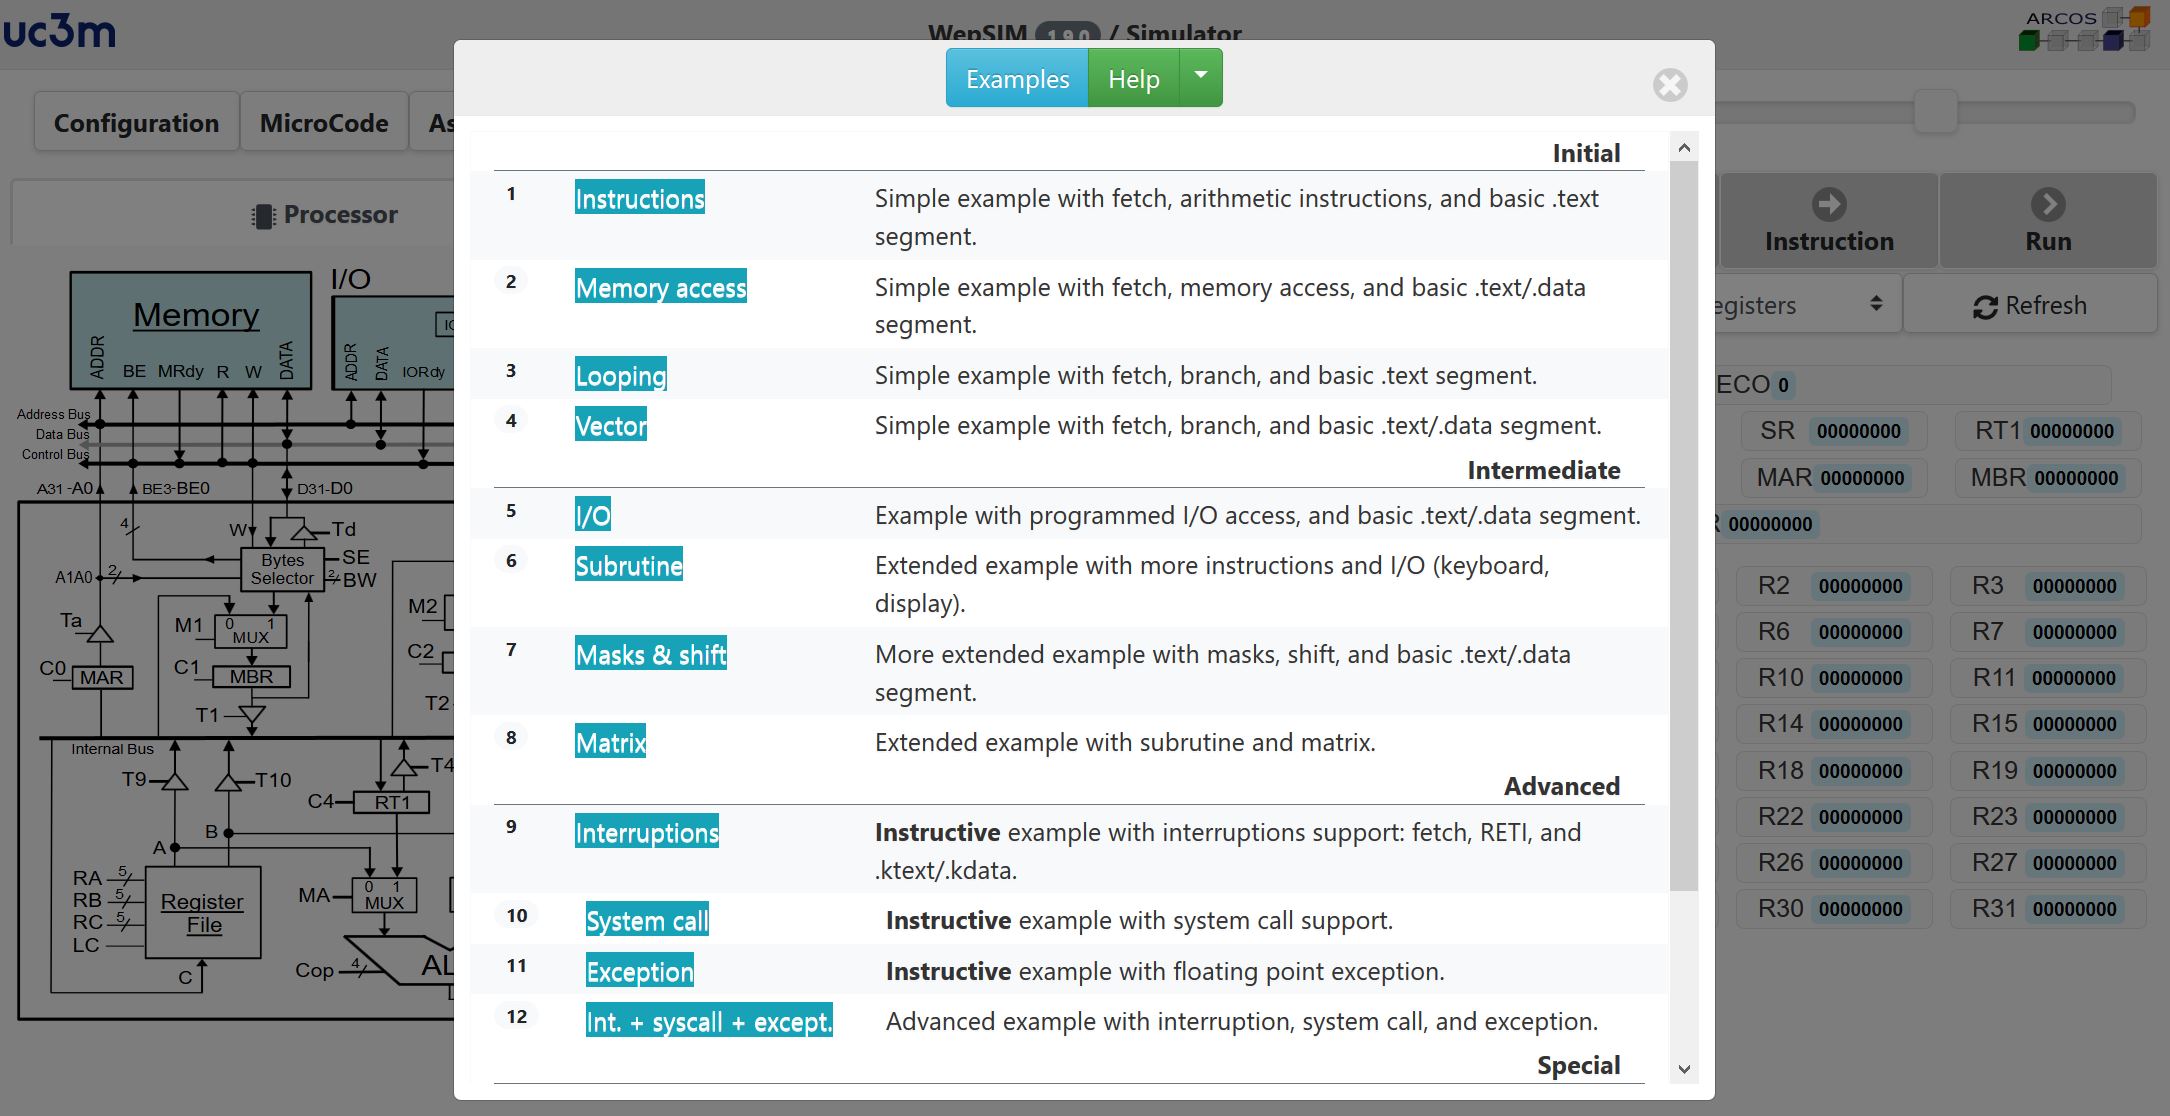 uc3m
WepSIM 1.9.0 / Simulator
ARCOS
Examples
Help
Configuration
MicroCode
Processor
Initial
1 Instructions Simple example with fetch, arithmetic instructions, and basic .text
segment.
2 Memory access Simple example with fetch, memory access, and basic .text/.data
segment.
3 Looping Simple example with fetch, branch, and basic .text segment.
4 Vector Simple example with fetch, branch, and basic .text/.data segment.
Intermediate
5 I/O Example with programmed I/O access, and basic .text/.data segment.
6 Subrutine Extended example with more instructions and I/O (keyboard,
display).
7 Masks & shift More extended example with masks, shift, and basic .text/.data
segment.
8 Matrix Extended example with subrutine and matrix.
Advanced
9 Interruptions Instructive example with interruptions support: fetch, RETI, and
.ktext/.kdata.
10 System call Instructive example with system call support.
11 Exception Instructive example with floating point exception.
12 Int. + syscall + except. Advanced example with interruption, system call, and exception.
Special
I/O
Memory
ADDR BE MRdy R W DATA
ADDR DATA IORdy
Address Bus
Data Bus
Control Bus
A31-A0 BE3-BE0 D31-D0
4 W Td
Bytes
Selector
SE
2 BW
A1A0 2
Ta
M1 0 1
MUX
M2
C0 MAR
C1 MBR
C2
T1
T2
Internal Bus
T9 T10 T4
C4 RT1
B
A
RA 5
RB 5
RC 5
LC
Register
File
C
MA 0 1
MUX
Cop 4
Instruction
Run
Refresh
0
SR 00000000 RT1 00000000
MAR 00000000 MBR 00000000
00000000
R2 00000000 R3 00000000
R6 00000000 R7 00000000
R10 00000000 R11 00000000
R14 00000000 R15 00000000
R18 00000000 R19 00000000
R22 00000000 R23 00000000
R26 00000000 R27 00000000
R30 00000000 R31 00000000